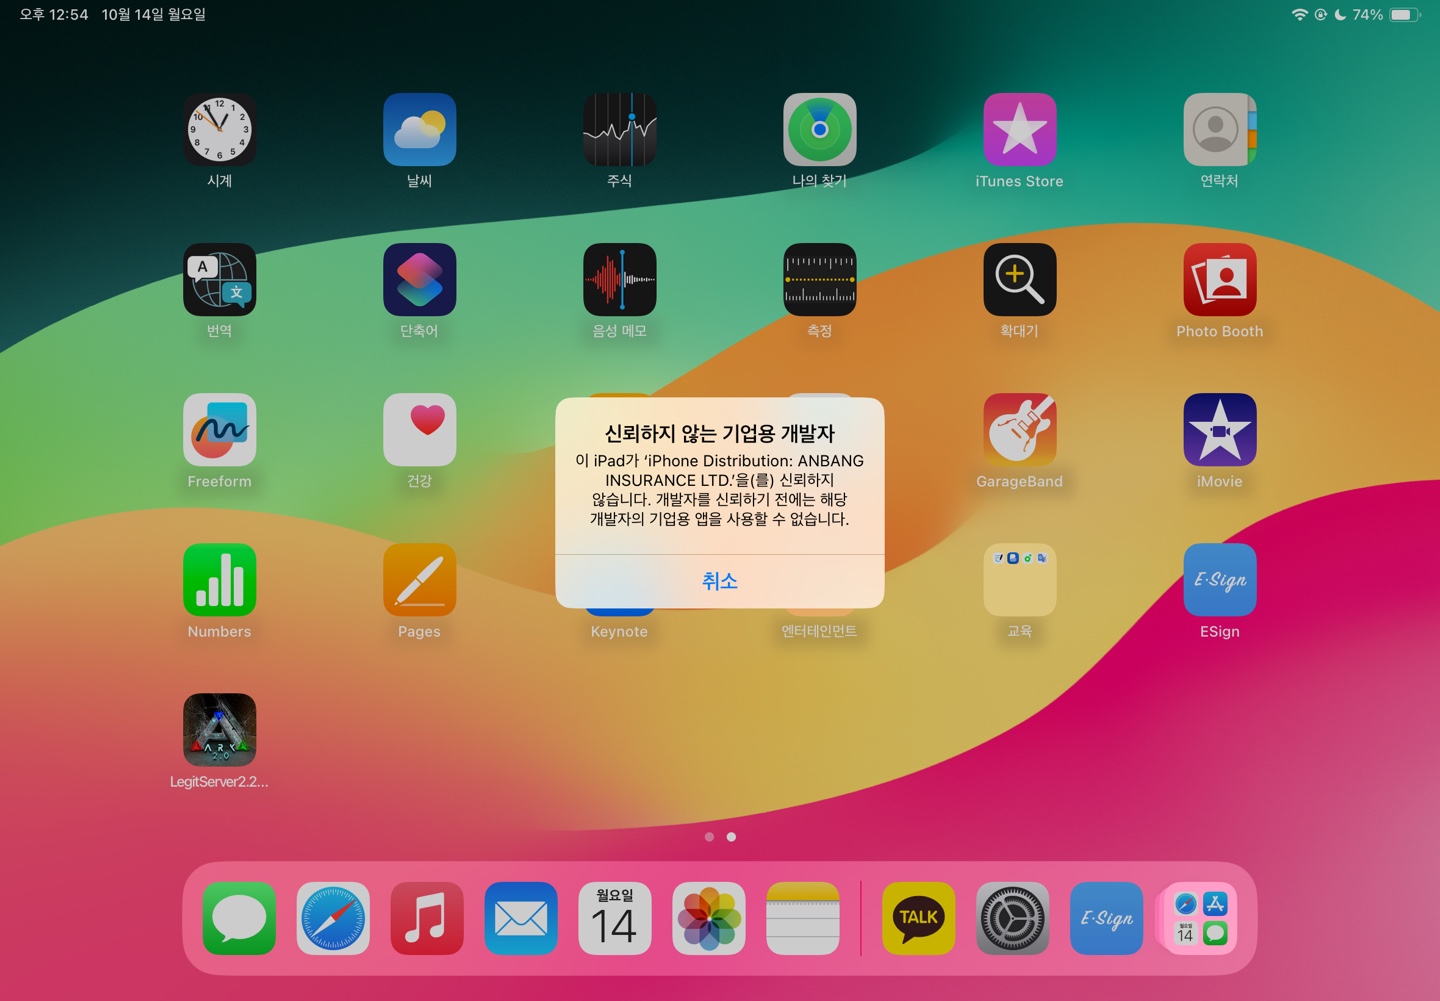 오후 12:54 10월 14일 월요일
74%
시계
날씨
주식
나의 찾기
iTunes Store
연락처
번역
단축어
음성 메모
측정
확대기
Photo Booth
Freeform
건강
GarageBand
iMovie
신뢰하지 않는 기업용 개발자
이 iPad가 ‘iPhone Distribution: ANBANG
INSURANCE LTD.’을(를) 신뢰하지
않습니다. 개발자를 신뢰하기 전에는 해당
개발자의 기업용 앱을 사용할 수 없습니다.
취소
E·Sign
Numbers
Pages
Keynote
엔터테인먼트
교육
ESign
ARK
2.0
LegitServer2.2...
월요일
14
TALK
E·Sign
월요일
14